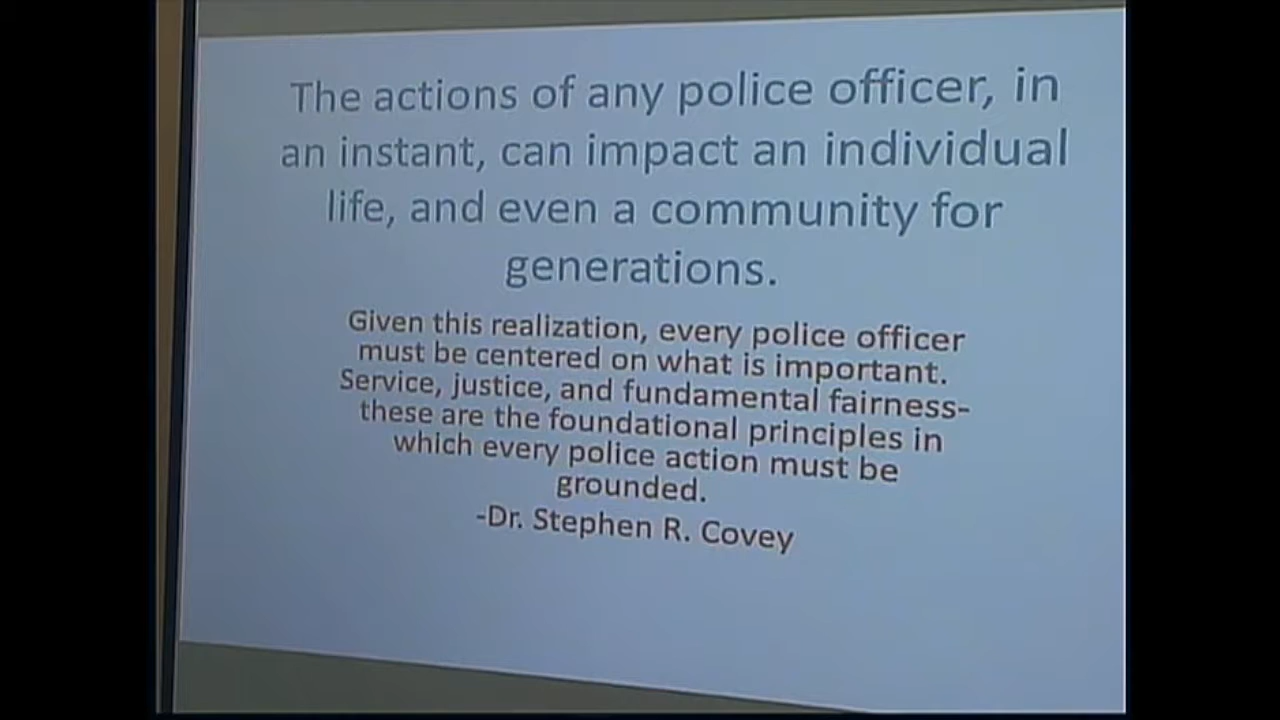 The actions of any police officer, in
an instant, can impact an individual
life, and even a community for
generations.
Given this realization, every police officer
must be centered on what is important.
Service, justice, and fundamental fairness-
these are the foundational principles in
which every police action must be
grounded.
-Dr. Stephen R. Covey